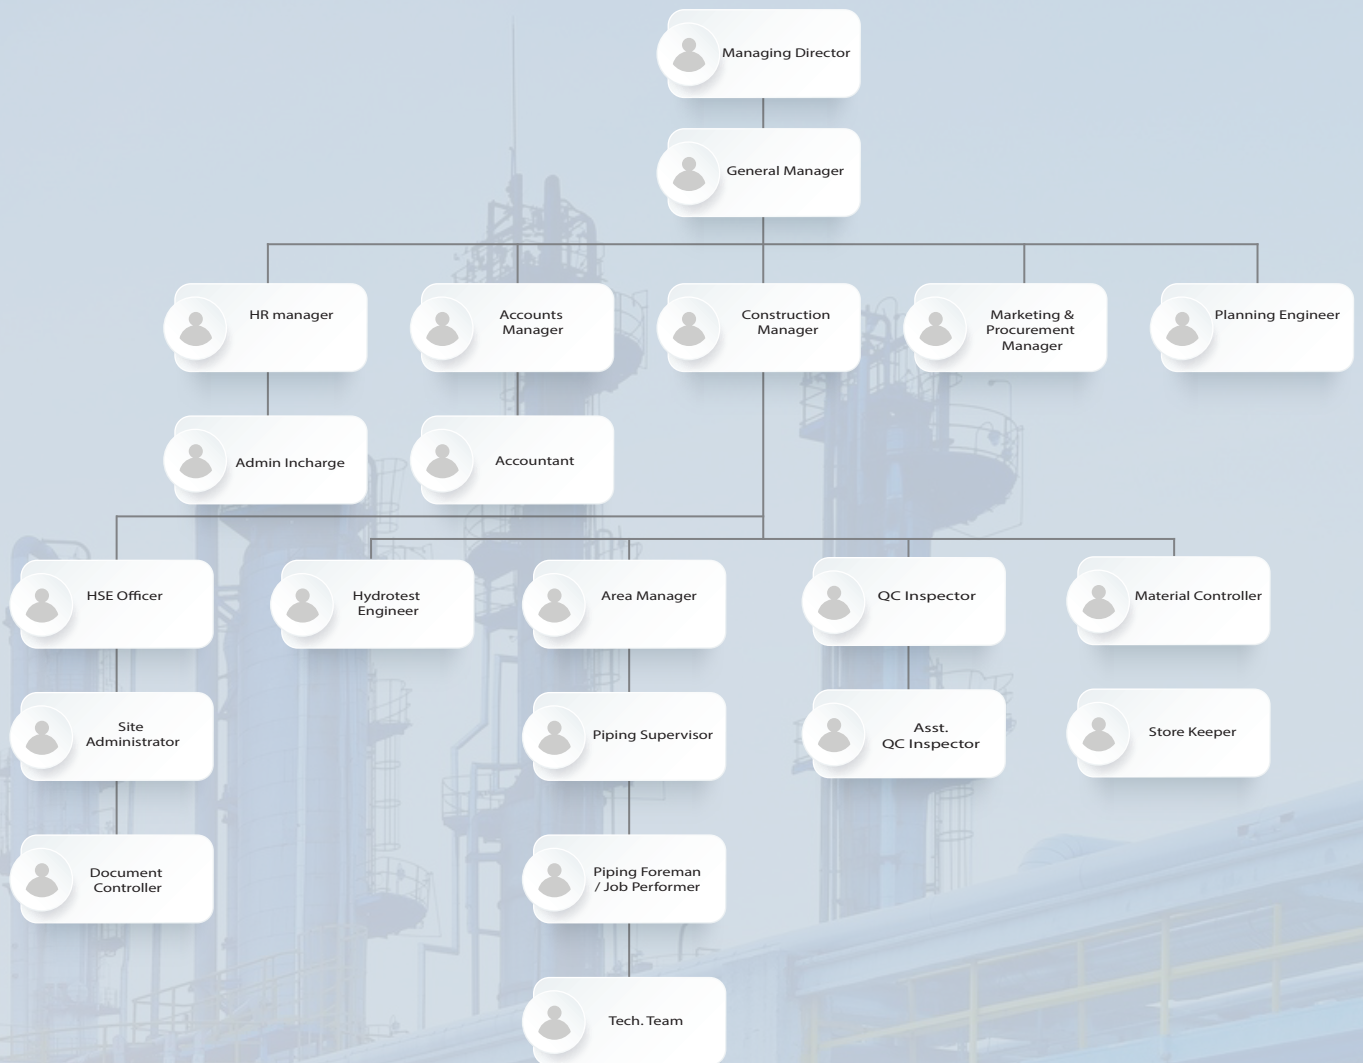 Managing Director
General Manager
HR manager
Accounts
Manager
Construction
Manager
Marketing &
Procurement
Manager
Planning Engineer
Admin Incharge
Accountant
HSE Officer
Hydrotest
Engineer
Area Manager
QC Inspector
Material Controller
Site
Administrator
Piping Supervisor
Asst.
QC Inspector
Store Keeper
Document
Controller
Piping Foreman
/ Job Performer
Tech. Team